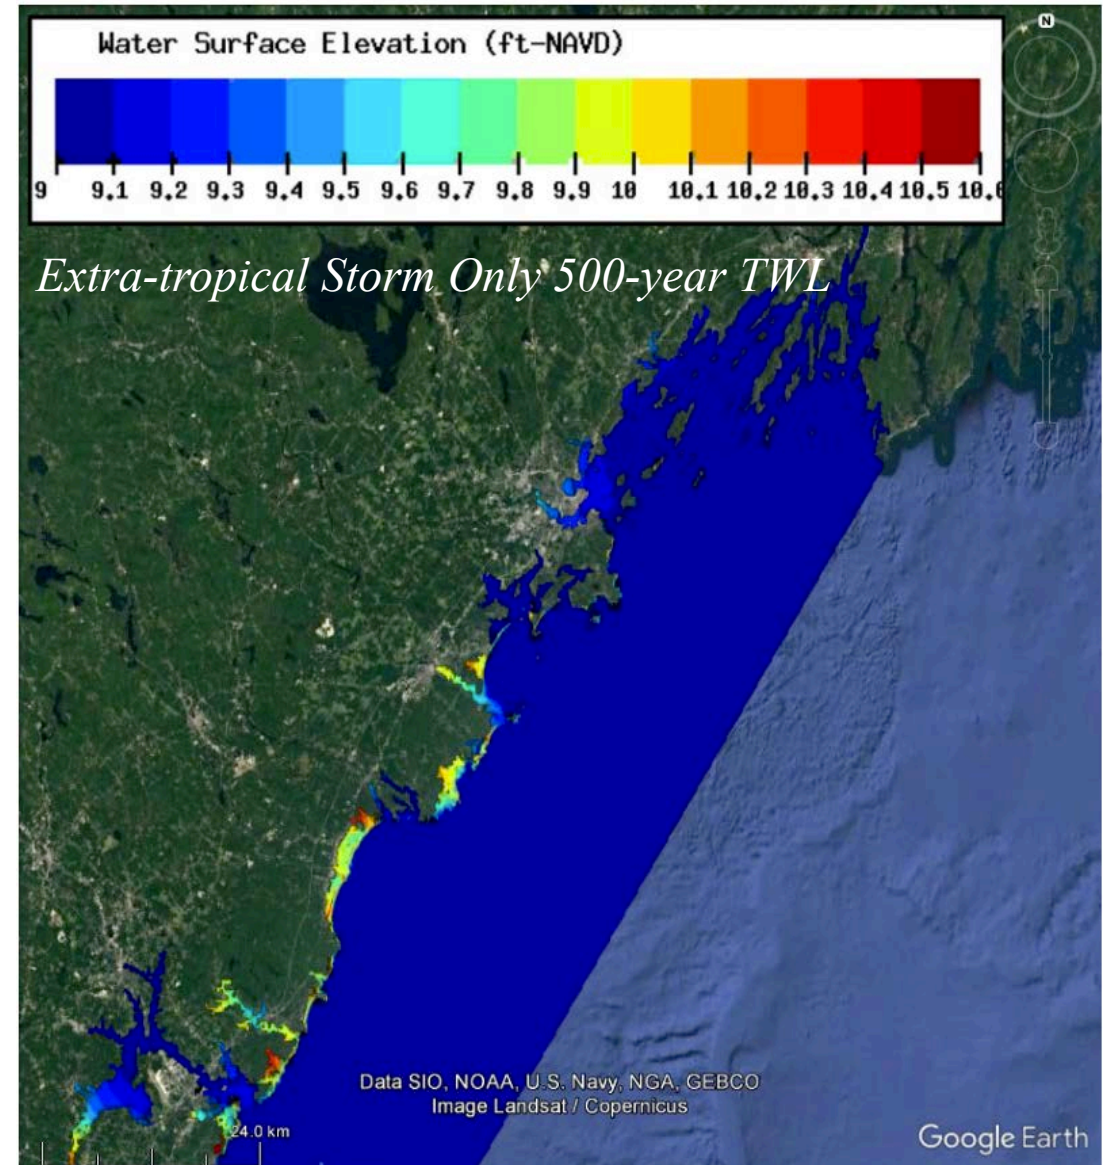 Water Surface Elevation (ft-NAVD)
9 9.1 9.2 9.3 9.4 9.5 9.6 9.7 9.8 9.9 10 10.1 10.2 10.3 10.4 10.5 10.6
N
Extra-tropical Storm Only 500-year TWL
Data SIO, NOAA, U.S. Navy, NGA, GEBCO
Image Landsat / Copernicus
24.0 km
Google Earth